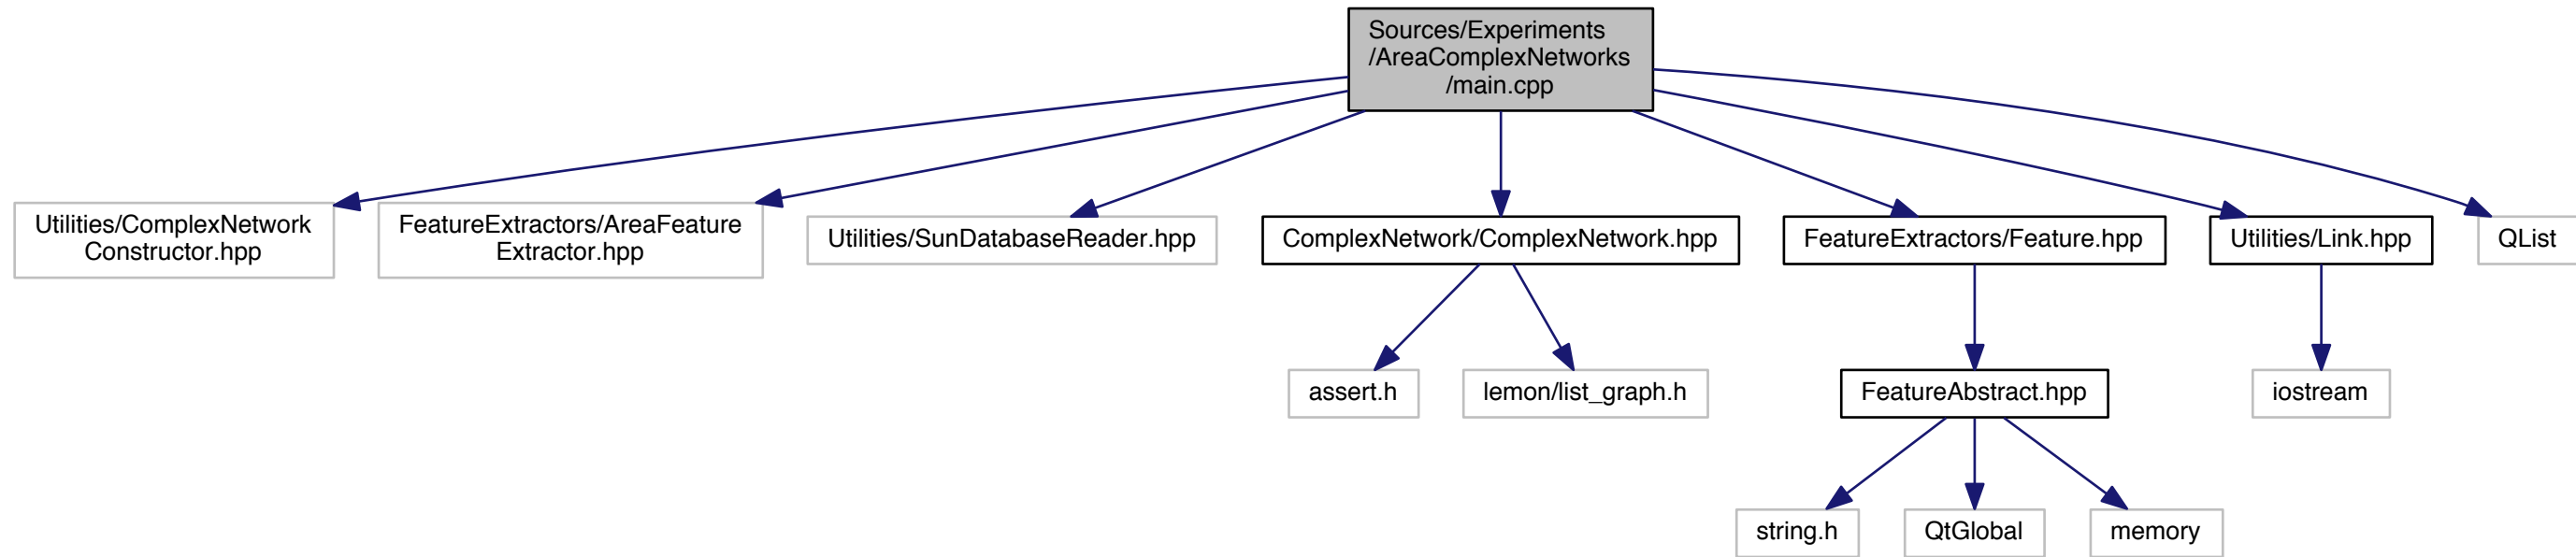 Sources/Experiments
/AreaComplexNetworks
/main.cpp
Utilities/ComplexNetwork
Constructor.hpp
FeatureExtractors/AreaFeature
Extractor.hpp
Utilities/SunDatabaseReader.hpp
ComplexNetwork/ComplexNetwork.hpp
FeatureExtractors/Feature.hpp
Utilities/Link.hpp
QList
assert.h
lemon/list_graph.h
FeatureAbstract.hpp
iostream
string.h
QtGlobal
memory